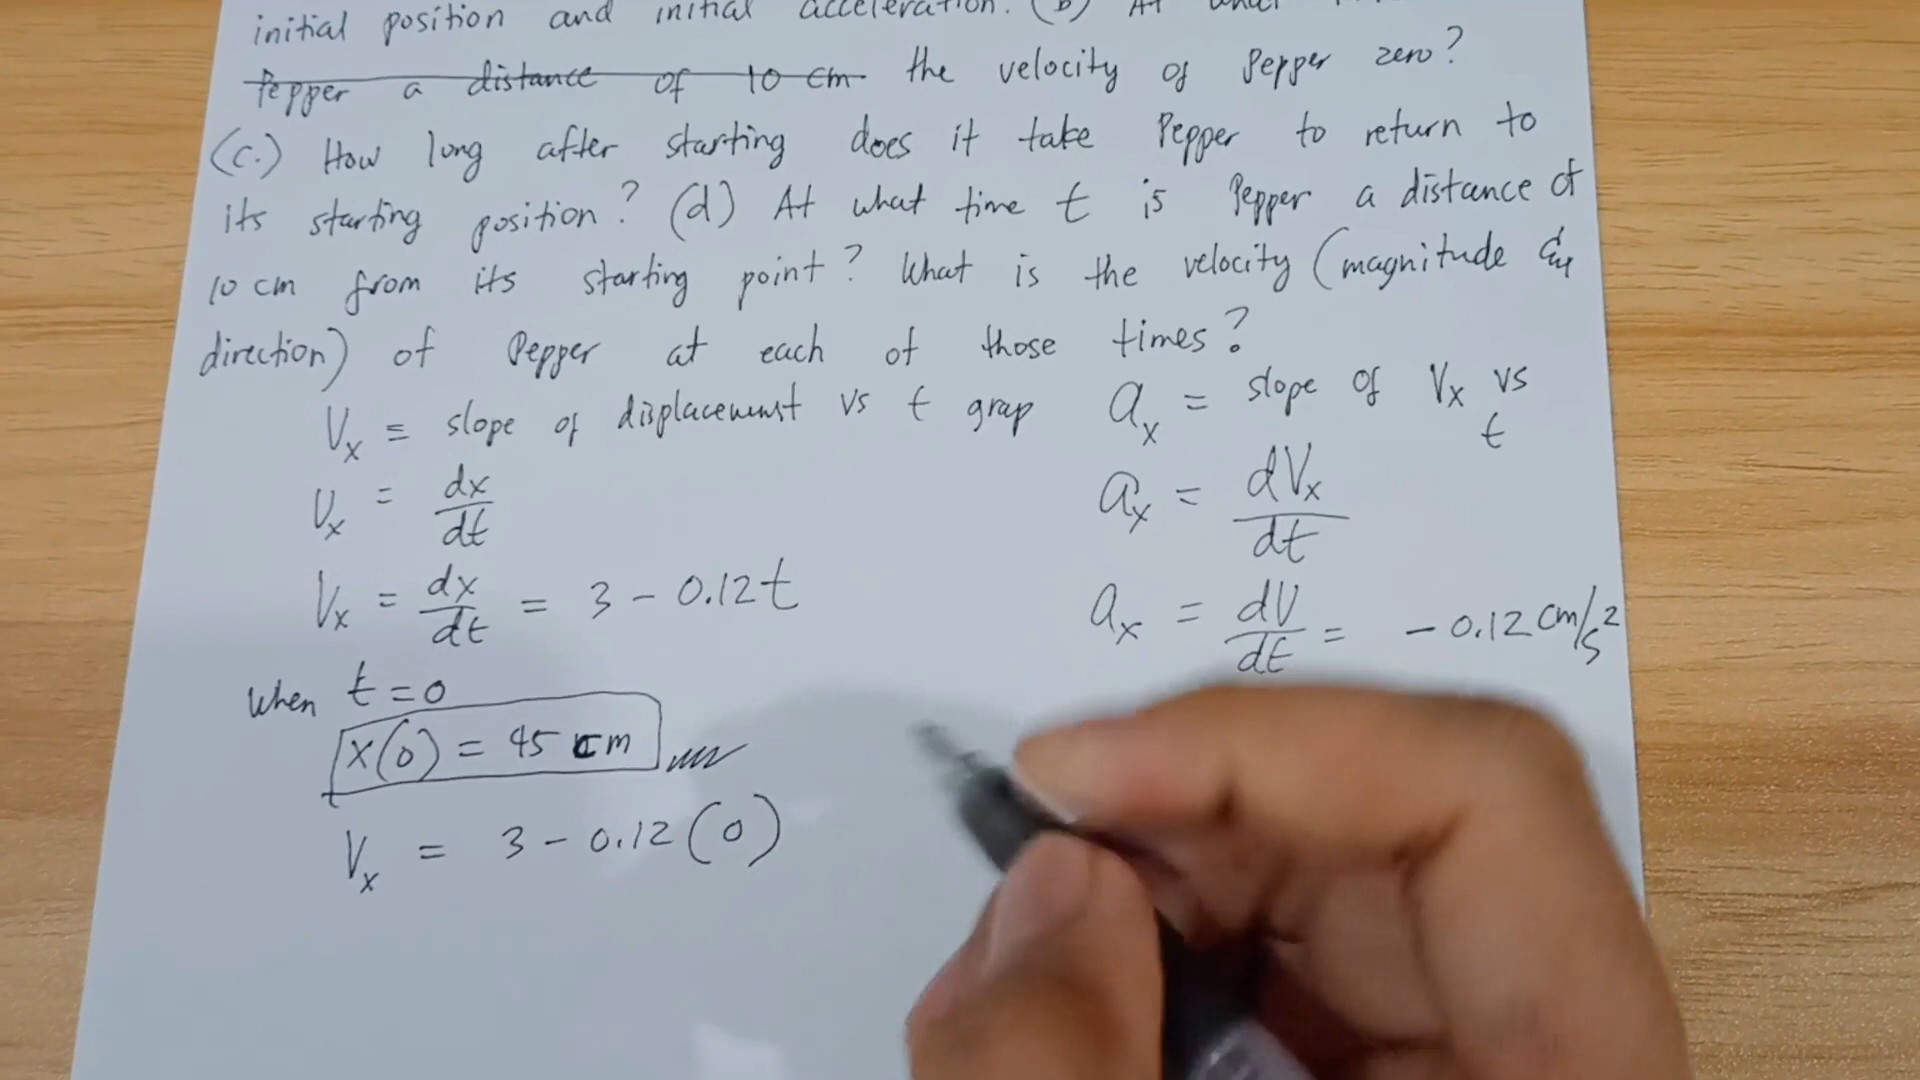 initial position and initial acceleration. (b) At what
Pepper a distance of 10 cm the velocity of Pepper zero?
(c.) How long after starting does it take Pepper to return to
its starting position? (d) At what time t is Pepper a distance of
10 cm from its starting point? What is the velocity (magnitude &
direction) of Pepper at each of those times?
Vx = slope of displacement vs t grap
ax = slope of Vx vs t
Vx = dx/dt
ax = dVx/dt
Vx = dx/dt = 3 - 0.12t
ax = dV/dt = - 0.12 cm/s²
When t = 0
x(0) = 45 cm
Vx = 3 - 0.12 (0)